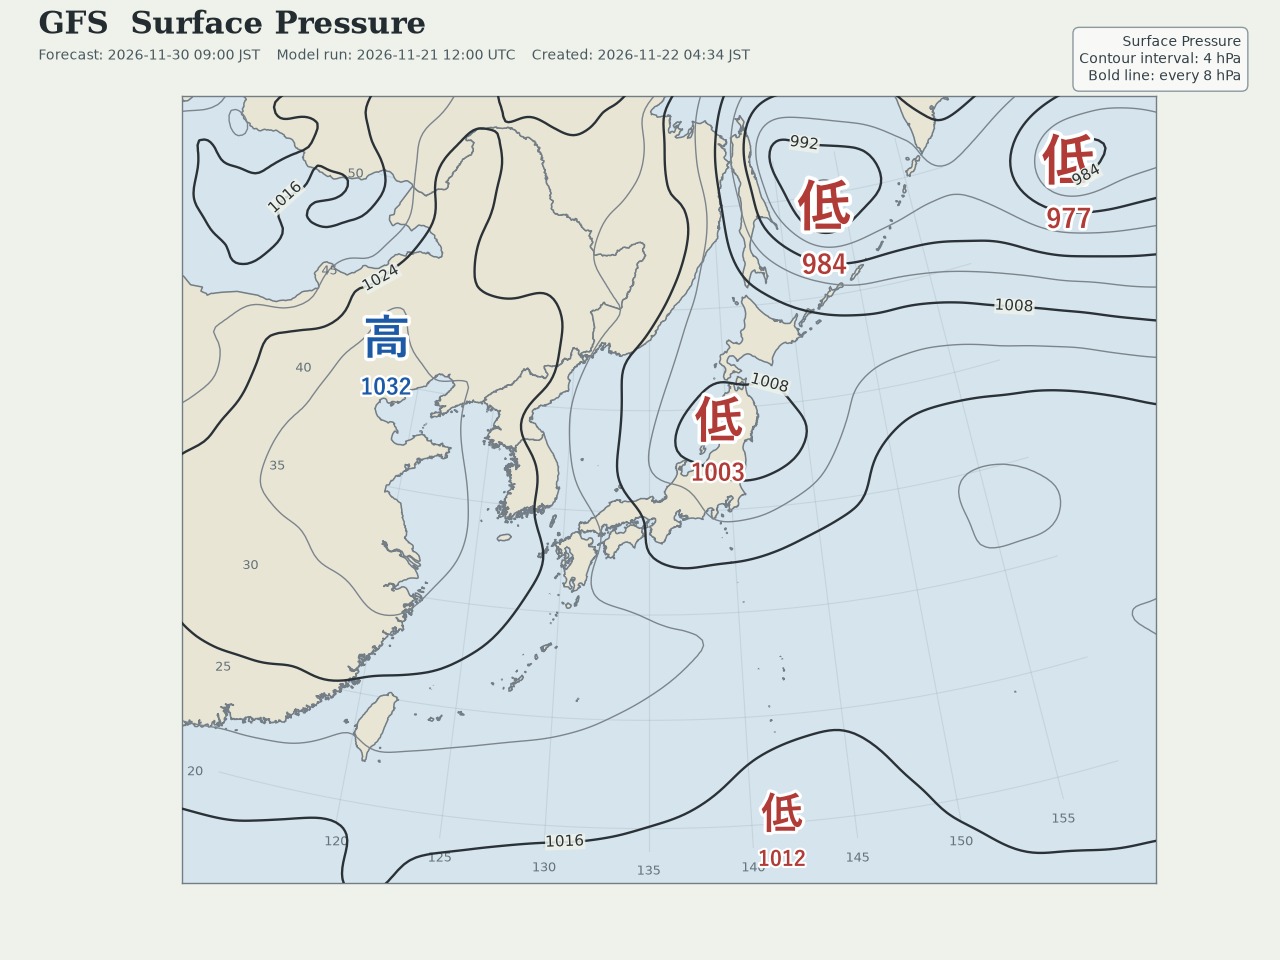 GFS Surface Pressure
Forecast: 2026-11-30 09:00 JST Model run: 2026-11-21 12:00 UTC Created: 2026-11-22 04:34 JST
Surface Pressure
Contour interval: 4 hPa
Bold line: every 8 hPa
992
低
984
低
984
977
50
1016
45
1024
1008
高
1032
40
1008
低
1003
35
30
25
20
1016
低
1012
120
125
130
135
140
145
150
155